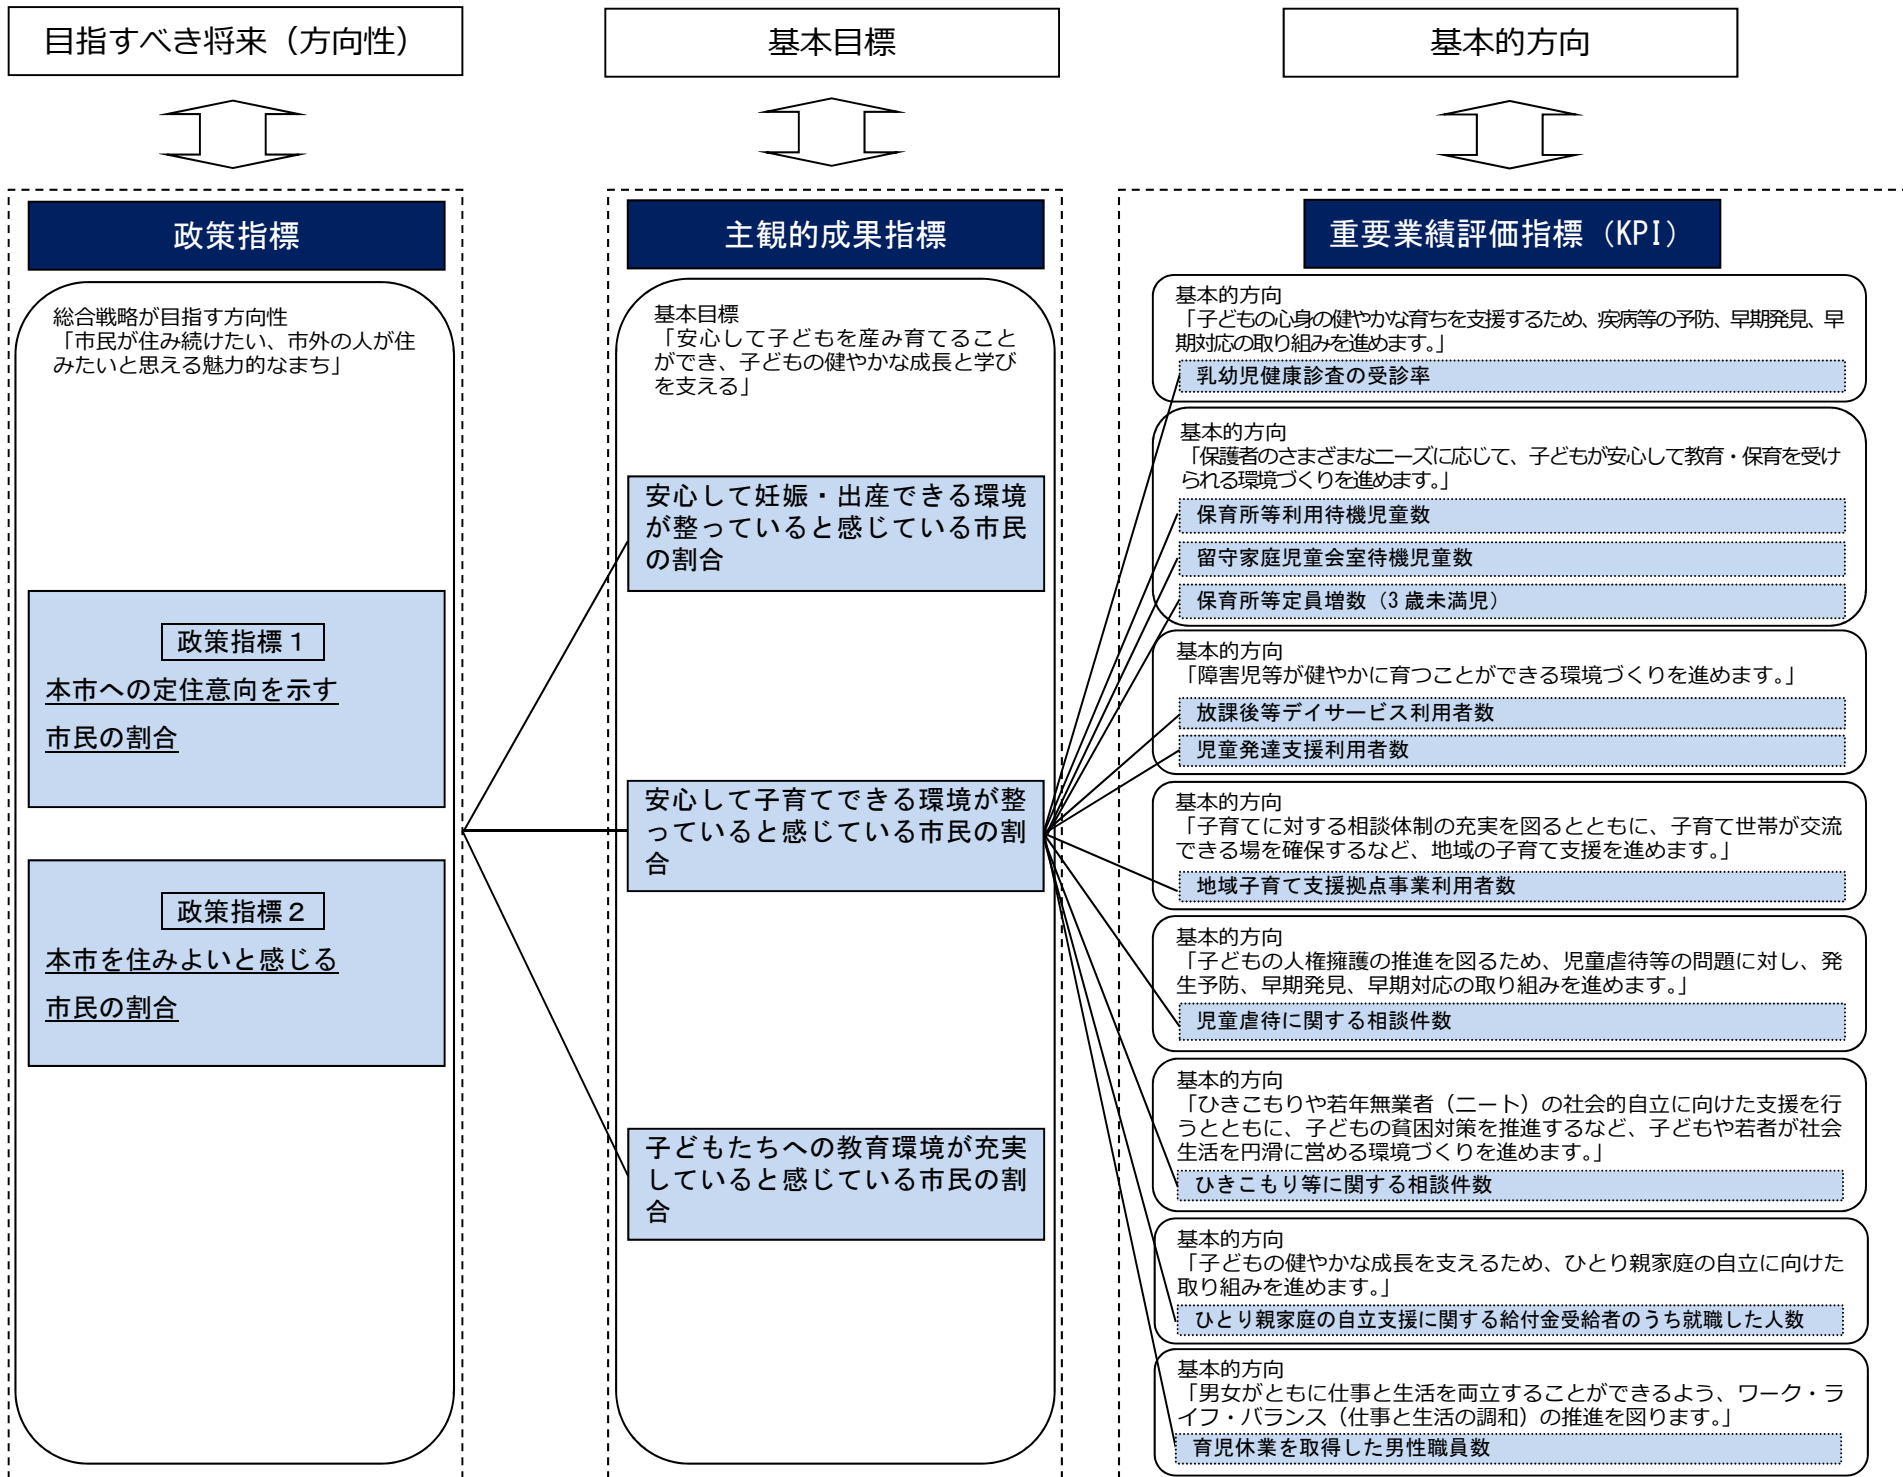 目指すべき将来（方向性）
基本目標
基本的方向
政策指標
総合戦略が目指す方向性
「市民が住み続けたい、市外の人が住
みたいと思える魅力的なまち」
政策指標１
本市への定住意向を示す
市民の割合
政策指標２
本市を住みよいと感じる
市民の割合
主観的成果指標
基本目標
「安心して子どもを産み育てること
ができ、子どもの健やかな成長と学び
を支える」
安心して妊娠・出産できる環境
が整っていると感じている市民
の割合
安心して子育てできる環境が整
っていると感じている市民の割
合
子どもたちへの教育環境が充実
していると感じている市民の割
合
重要業績評価指標（KPI）
基本的方向
「子どもの心身の健やかな育ちを支援するため、疾病等の予防、早期発見、早
期対応の取り組みを進めます。」
乳幼児健康診査の受診率
基本的方向
「保護者のさまざまなニーズに応じて、子どもが安心して教育・保育を受け
られる環境づくりを進めます。」
保育所等利用待機児童数
留守家庭児童会室待機児童数
保育所等定員増数（3 歳未満児）
基本的方向
「障害児等が健やかに育つことができる環境づくりを進めます。」
放課後等デイサービス利用者数
児童発達支援利用者数
基本的方向
「子育てに対する相談体制の充実を図るとともに、子育て世帯が交流
できる場を確保するなど、地域の子育て支援を進めます。」
地域子育て支援拠点事業利用者数
基本的方向
「子どもの人権擁護の推進を図るため、児童虐待等の問題に対し、発
生予防、早期発見、早期対応の取り組みを進めます。」
児童虐待に関する相談件数
基本的方向
「ひきこもりや若年無業者（ニート）の社会的自立に向けた支援を行
うとともに、子どもの貧困対策を推進するなど、子どもや若者が社会
生活を円滑に営める環境づくりを進めます。」
ひきこもり等に関する相談件数
基本的方向
「子どもの健やかな成長を支えるため、ひとり親家庭の自立に向けた
取り組みを進めます。」
ひとり親家庭の自立支援に関する給付金受給者のうち就職した人数
基本的方向
「男女がともに仕事と生活を両立することができるよう、ワーク・ラ
イフ・バランス（仕事と生活の調和）の推進を図ります。」
育児休業を取得した男性職員数